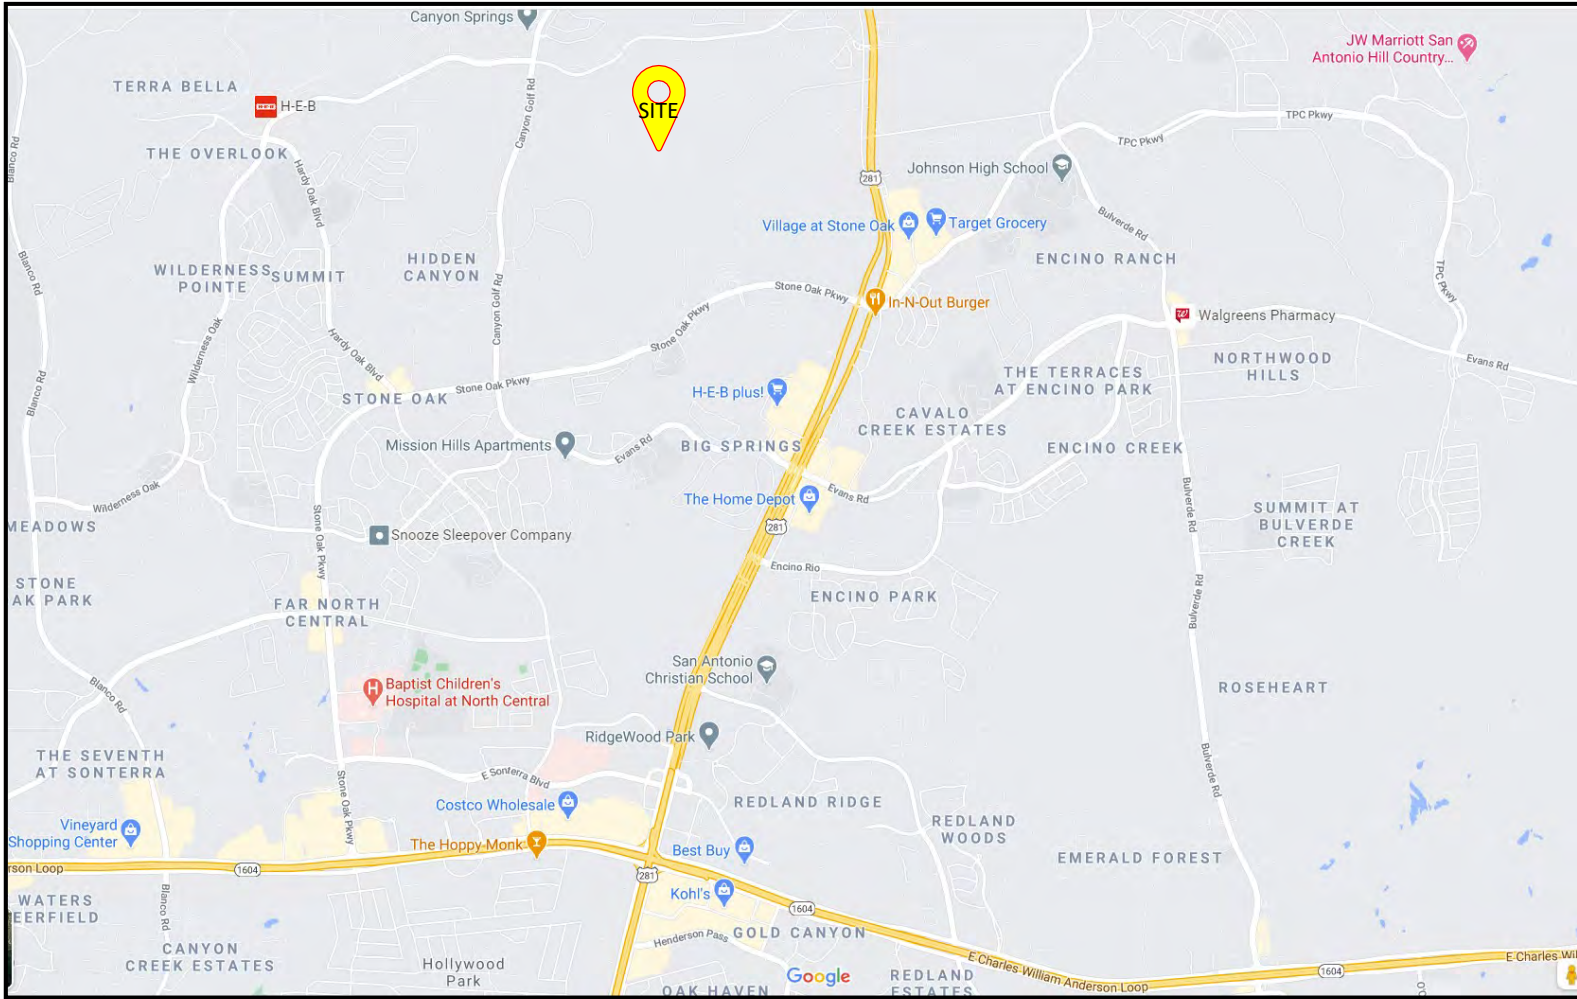 Canyon Springs
JW Marriott San
Antonio Hill Country...
TERRA BELLA
H-E-B
SITE
TPC Pkwy
TPC Pkwy
Canyon Golf Rd
Blanco Rd
THE OVERLOOK
Hardy Oak Blvd
281
Johnson High School
Bulverde Rd
Village at Stone Oak
Target Grocery
HIDDEN
CANYON
WILDERNESS
POINTE
SUMMIT
ENCINO RANCH
Blanco Rd
TPC Pkwy
Stone Oak Pkwy
In-N-Out Burger
Canyon Golf Rd
Stone Oak Pkwy
Walgreens Pharmacy
Wilderness Oak
Hardy Oak Blvd
NORTHWOOD
HILLS
Evans Rd
THE TERRACES
AT ENCINO PARK
Blanco Rd
Stone Oak Pkwy
STONE OAK
H-E-B plus!
CAVALO
CREEK ESTATES
Mission Hills Apartments
Evans Rd
BIG SPRINGS
ENCINO CREEK
Wilderness Oak
The Home Depot
Evans Rd
Bulverde Rd
SUMMIT AT
BULVERDE
CREEK
MEADOWS
Stone Oak Pkwy
281
Snooze Sleepover Company
Encino Rio
STONE
AK PARK
ENCINO PARK
Bulverde Rd
FAR NORTH
CENTRAL
San Antonio
Christian School
Baptist Children's
Hospital at North Central
Blanco Rd
ROSEHEART
RidgeWood Park
THE SEVENTH
AT SONTERRA
E Sonterra Blvd
Bulverde Rd
Stone Oak Pkwy
Costco Wholesale
REDLAND RIDGE
REDLAND
WOODS
Vineyard
Shopping Center
The Hoppy Monk
Best Buy
EMERALD FOREST
rson Loop
1604
281
Kohl's
WATERS
EERFIELD
Blanco Rd
1604
Henderson Pass
GOLD CANYON
CANYON
CREEK ESTATES
Hollywood
Park
E Charles William Anderson Loop
1604
E Charles Wil
Google
OAK HAVEN
REDLAND
ESTATES